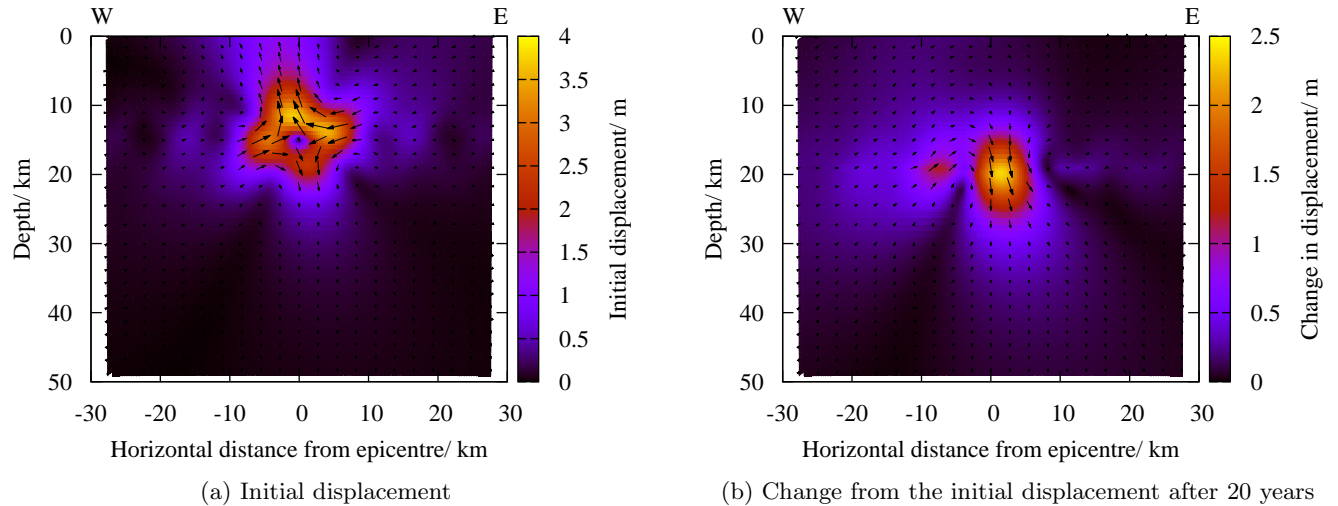 W E
0
10
20
30
40
50
Depth/ km
-30 -20 -10 0 10 20 30
Horizontal distance from epicentre/ km
4
3.5
3
2.5
2
1.5
1
0.5
0
Initial displacement/ m
(a) Initial displacement
W E
0
10
20
30
40
50
Depth/ km
-30 -20 -10 0 10 20 30
Horizontal distance from epicentre/ km
2.5
2
1.5
1
0.5
0
Change in displacement/ m
(b) Change from the initial displacement after 20 years